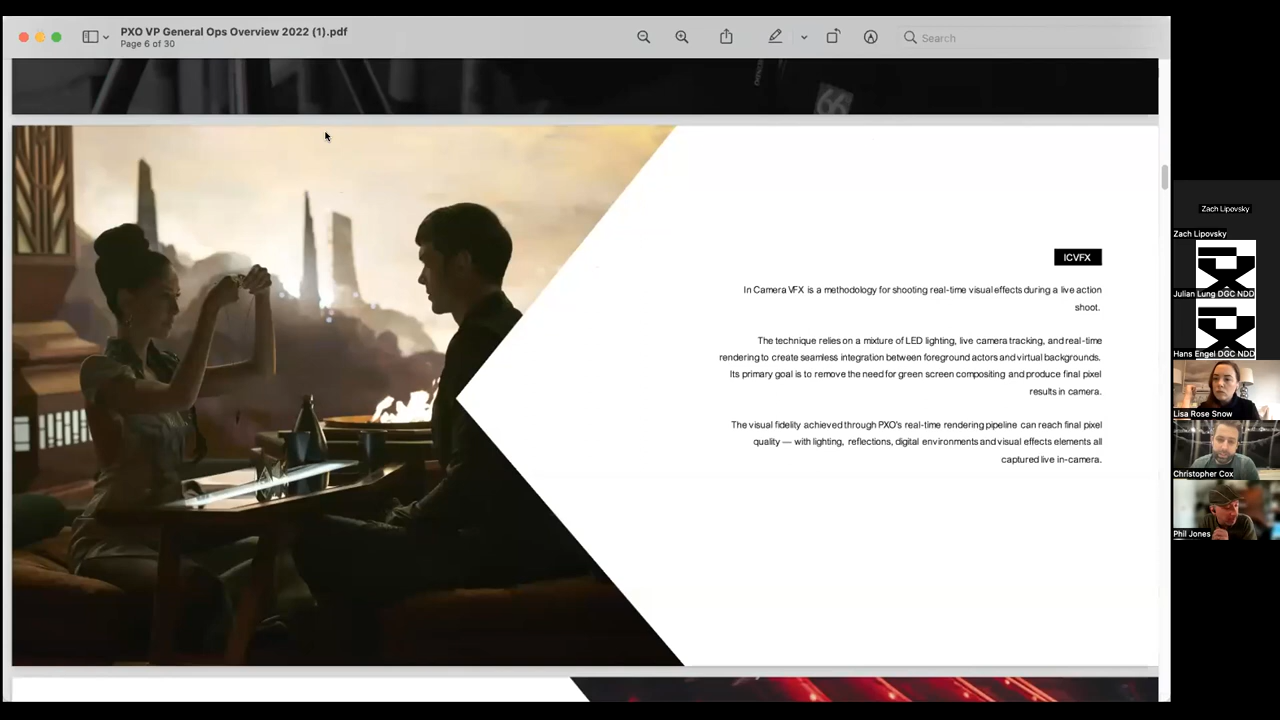 PXO VP General Ops Overview 2022 (1).pdf
Page 6 of 30
Search
66
ICVFX
In Camera VFX is a methodology for shooting real-time visual effects during a live action
shoot.
The technique relies on a mixture of LED lighting, live camera tracking, and real-time
rendering to create seamless integration between foreground actors and virtual backgrounds.
Its primary goal is to remove the need for green screen compositing and produce final pixel
results in camera.
The visual fidelity achieved through PXO's real-time rendering pipeline can reach final pixel
quality — with lighting, reflections, digital environments and visual effects elements all
captured live in-camera.
Zach Lipovsky
Zach Lipovsky
Julian Lung DGC NDD
Hans Engel DGC NDD
Lisa Rose Snow
Christopher Cox
Phil Jones